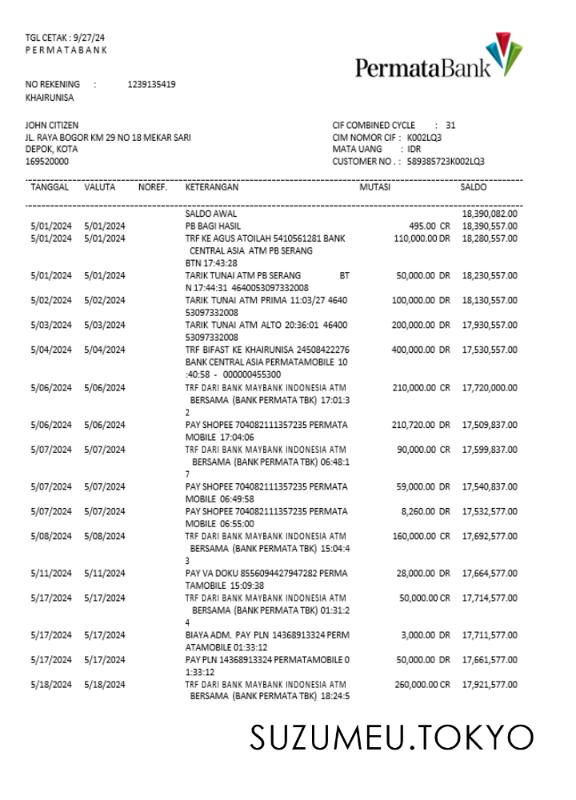 TGL CETAK : 9/27/24
PERMATABANK
PermataBank
NO REKENING : 1239135419
KHAIRUNISA
JOHN CITIZEN
JL. RAYA BOGOR KM 29 NO 18 MEKAR SARI
DEPOK, KOTA
169520000
CIF COMBINED CYCLE : 31
CIM NOMOR CIF : K002LQ3
MATA UANG : IDR
CUSTOMER NO . : 589385723K002LQ3
TANGGAL VALUTA NOREF. KETERANGAN MUTASI SALDO
SALDO AWAL 18,390,082.00
5/01/2024 5/01/2024 PB BAGI HASIL 495.00 CR 18,390,557.00
5/01/2024 5/01/2024 TRF KE AGUS ATOILAH 5410561281 BANK 110,000.00 DR 18,280,557.00
CENTRAL ASIA ATM PB SERANG
BTN 17:43:28
5/01/2024 5/01/2024 TARIK TUNAI ATM PB SERANG BT 50,000.00 DR 18,230,557.00
N 17:44:31 4640053097332008
5/02/2024 5/02/2024 TARIK TUNAI ATM PRIMA 11:03/27 4640 100,000.00 DR 18,130,557.00
53097332008
5/03/2024 5/03/2024 TARIK TUNAI ATM ALTO 20:36:01 46400 200,000.00 DR 17,930,557.00
53097332008
5/04/2024 5/04/2024 TRF BIFAST KE KHAIRUNISA 24508422276 400,000.00 DR 17,530,557.00
BANK CENTRAL ASIA PERMATAMOBILE 10
:40:58 - 000000455300
5/06/2024 5/06/2024 TRF DARI BANK MAYBANK INDONESIA ATM 210,000.00 CR 17,720,000.00
BERSAMA (BANK PERMATA TBK) 17:01:3
2
5/06/2024 5/06/2024 PAY SHOPEE 704082111357235 PERMATA 210,720.00 DR 17,509,837.00
MOBILE 17:04:06
5/07/2024 5/07/2024 TRF DARI BANK MAYBANK INDONESIA ATM 90,000.00 CR 17,599,837.00
BERSAMA (BANK PERMATA TBK) 06:48:1
7
5/07/2024 5/07/2024 PAY SHOPEE 704082111357235 PERMATA 59,000.00 DR 17,540,837.00
MOBILE 06:49:58
5/07/2024 5/07/2024 PAY SHOPEE 704082111357235 PERMATA 8,260.00 DR 17,532,577.00
MOBILE 06:55:00
5/08/2024 5/08/2024 TRF DARI BANK MAYBANK INDONESIA ATM 160,000.00 CR 17,692,577.00
BERSAMA (BANK PERMATA TBK) 15:04:4
3
5/11/2024 5/11/2024 PAY VA DOKU 8556094427947282 PERMA 28,000.00 DR 17,664,577.00
TAMOBILE 15:09:38
5/17/2024 5/17/2024 TRF DARI BANK MAYBANK INDONESIA ATM 50,000.00 CR 17,714,577.00
BERSAMA (BANK PERMATA TBK) 01:31:2
4
5/17/2024 5/17/2024 BIAYA ADM. PAY PLN 14368913324 PERM 3,000.00 DR 17,711,577.00
ATAMOBILE 01:33:12
5/17/2024 5/17/2024 PAY PLN 14368913324 PERMATAMOBILE 0 50,000.00 DR 17,661,577.00
1:33:12
5/18/2024 5/18/2024 TRF DARI BANK MAYBANK INDONESIA ATM 260,000.00 CR 17,921,577.00
BERSAMA (BANK PERMATA TBK) 18:24:5
SUZUMEU.TOKYO